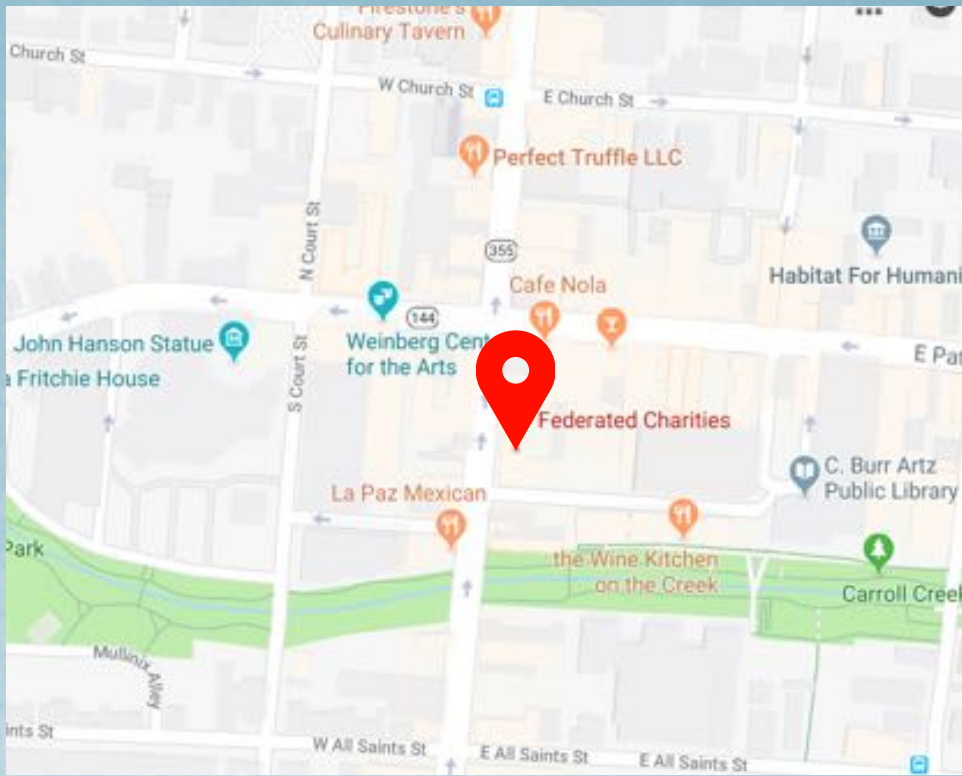 Firestone's
Culinary Tavern
Church St
W Church St
E Church St
Perfect Truffle LLC
N Court St
355
Habitat For Humani
Cafe Nola
144
John Hanson Statue
Weinberg Cent
for the Arts
E Pat
a Fritchie House
S Court St
Federated Charities
C. Burr Artz
Public Library
La Paz Mexican
Park
the Wine Kitchen
on the Creek
Carroll Creek
Mullinix Alley
ints St
W All Saints St
E All Saints St
E All Saints St